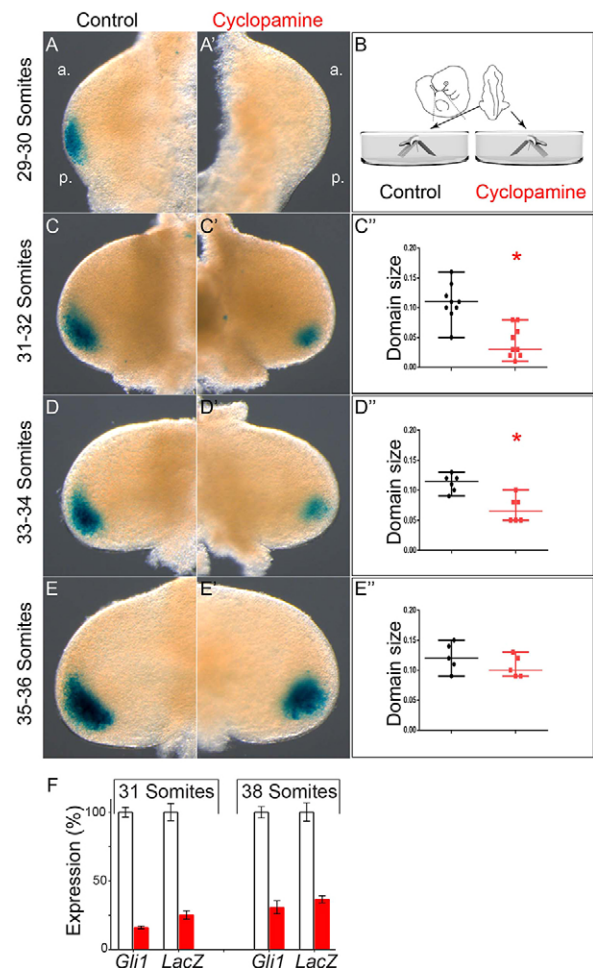 Control Cyclopamine
29-30 Somites
A A' B
a. a.
p. p.
Control Cyclopamine
31-32 Somites
C C' C''
Domain size
0.20
0.15
0.10
0.05
0.00
*
33-34 Somites
D D' D''
Domain size
0.20
0.15
0.10
0.05
0.00
*
35-36 Somites
E E' E''
Domain size
0.20
0.15
0.10
0.05
0.00
F
31 Somites 38 Somites
Expression (%)
100
50
0
Gli1 LacZ Gli1 LacZ